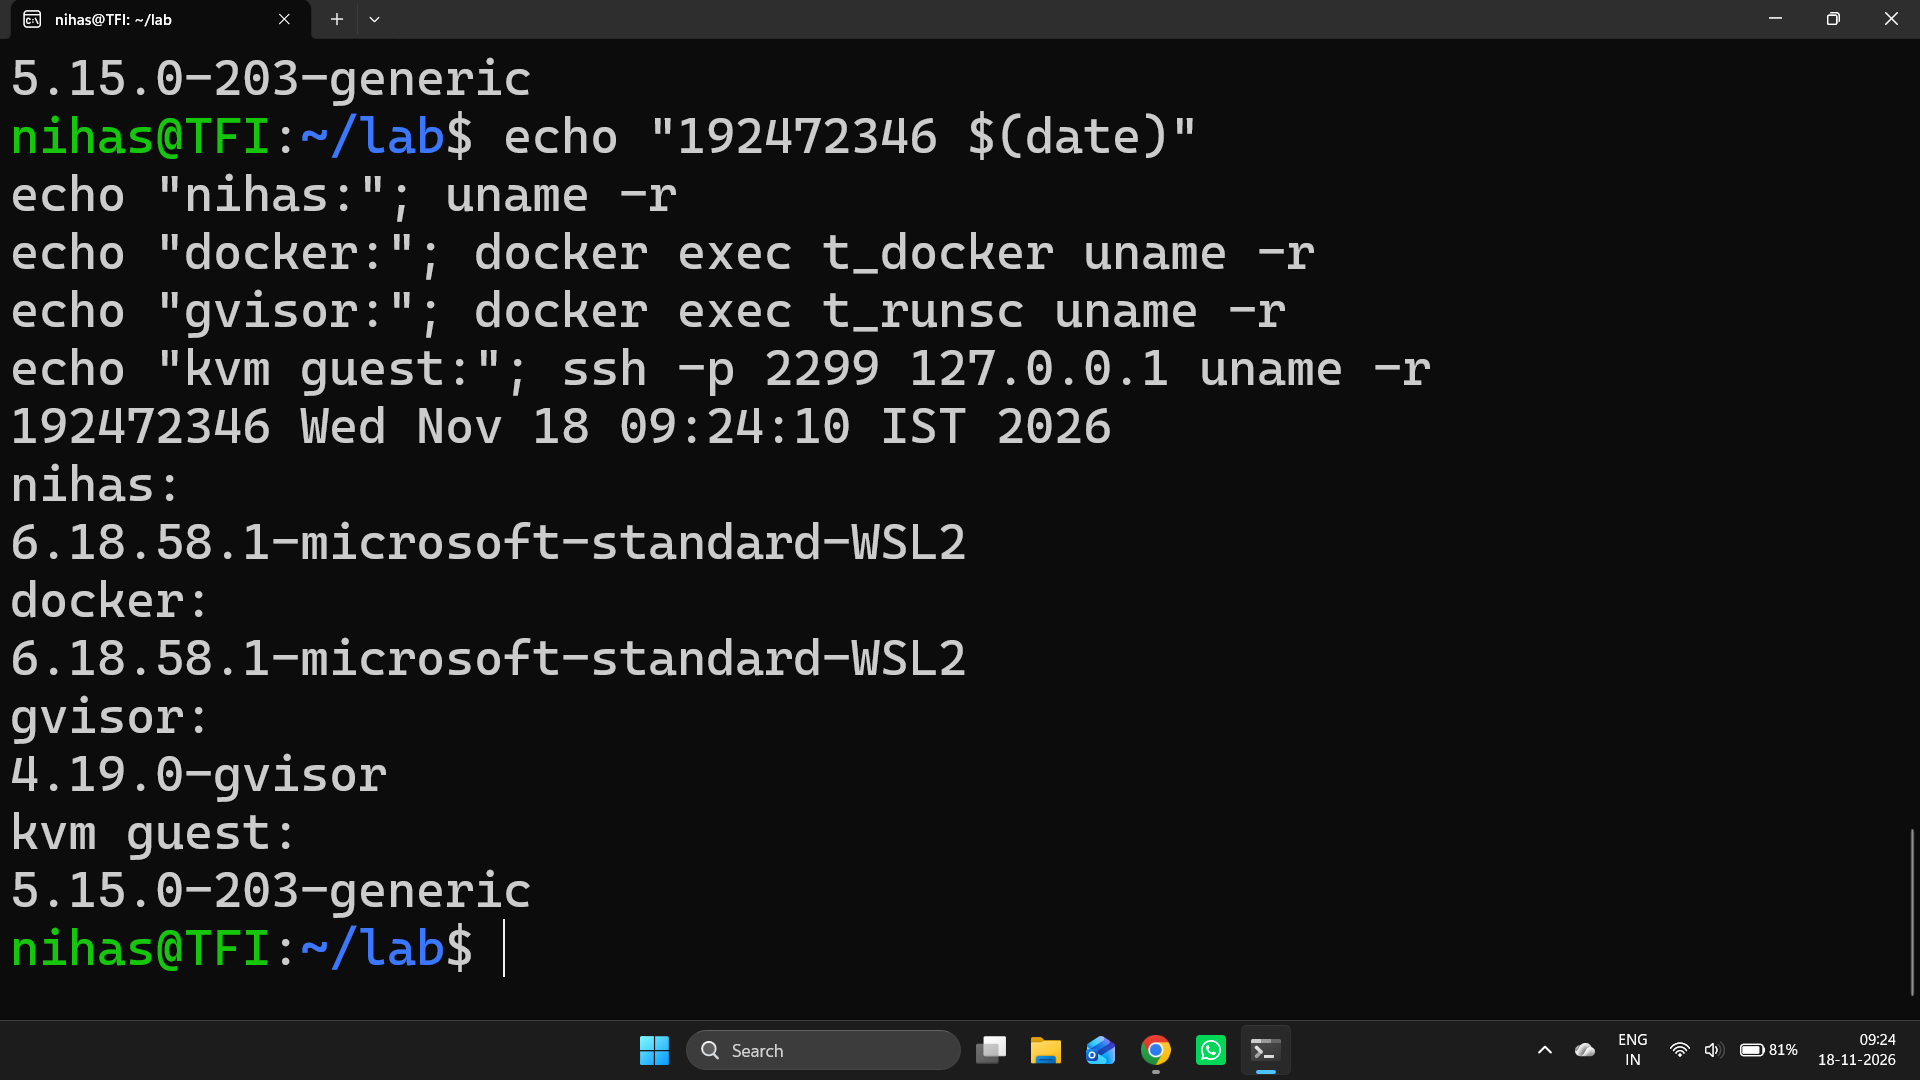 nihas@TFI: ~/lab
5.15.0-203-generic
nihas@TFI:~/lab$ echo "192472346 $(date)"
echo "nihas:"; uname -r
echo "docker:"; docker exec t_docker uname -r
echo "gvisor:"; docker exec t_runsc uname -r
echo "kvm guest:"; ssh -p 2299 127.0.0.1 uname -r
192472346 Wed Nov 18 09:24:10 IST 2026
nihas:
6.18.58.1-microsoft-standard-WSL2
docker:
6.18.58.1-microsoft-standard-WSL2
gvisor:
4.19.0-gvisor
kvm guest:
5.15.0-203-generic
nihas@TFI:~/lab$
Search
ENG
IN
81%
09:24
18-11-2026